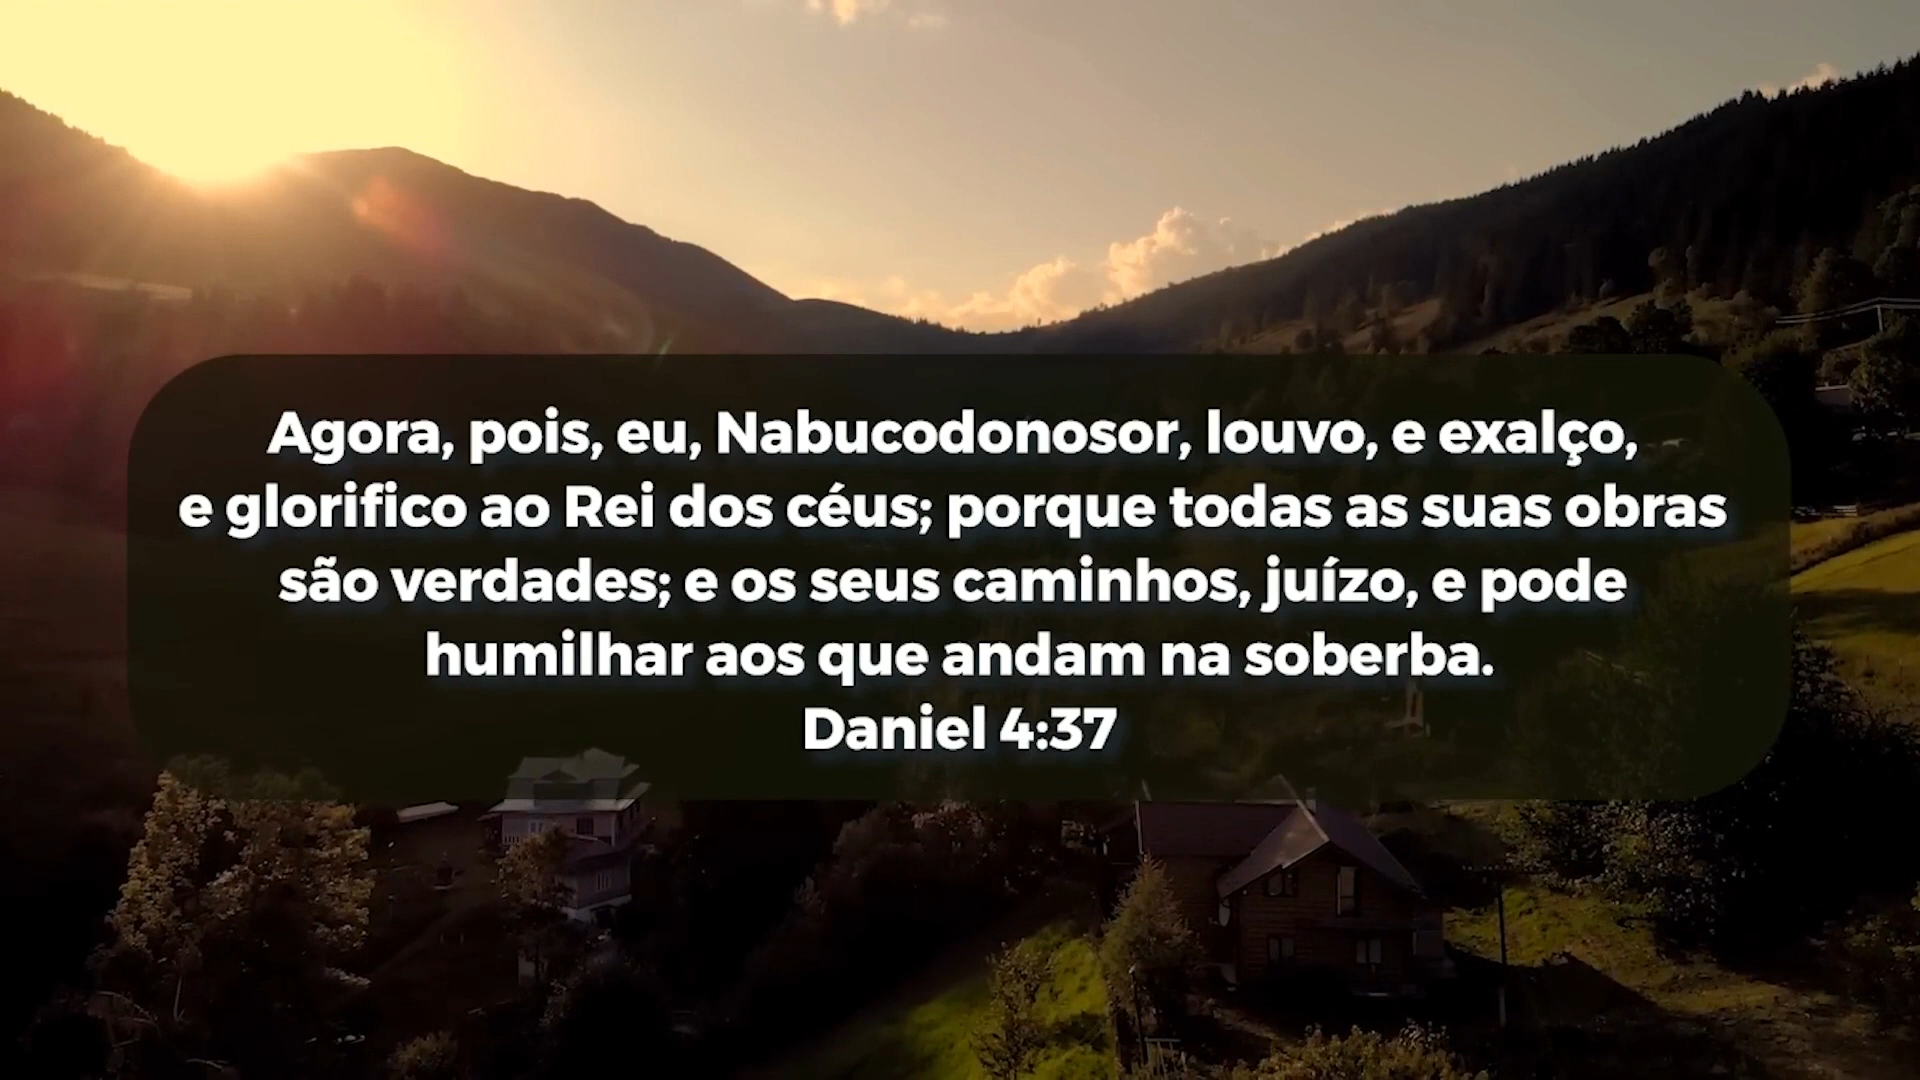 Agora, pois, eu, Nabucodonosor, louvo, e exalço,
e glorifico ao Rei dos céus; porque todas as suas obras
são verdades; e os seus caminhos, juízo, e pode
humilhar aos que andam na soberba.
Daniel 4:37